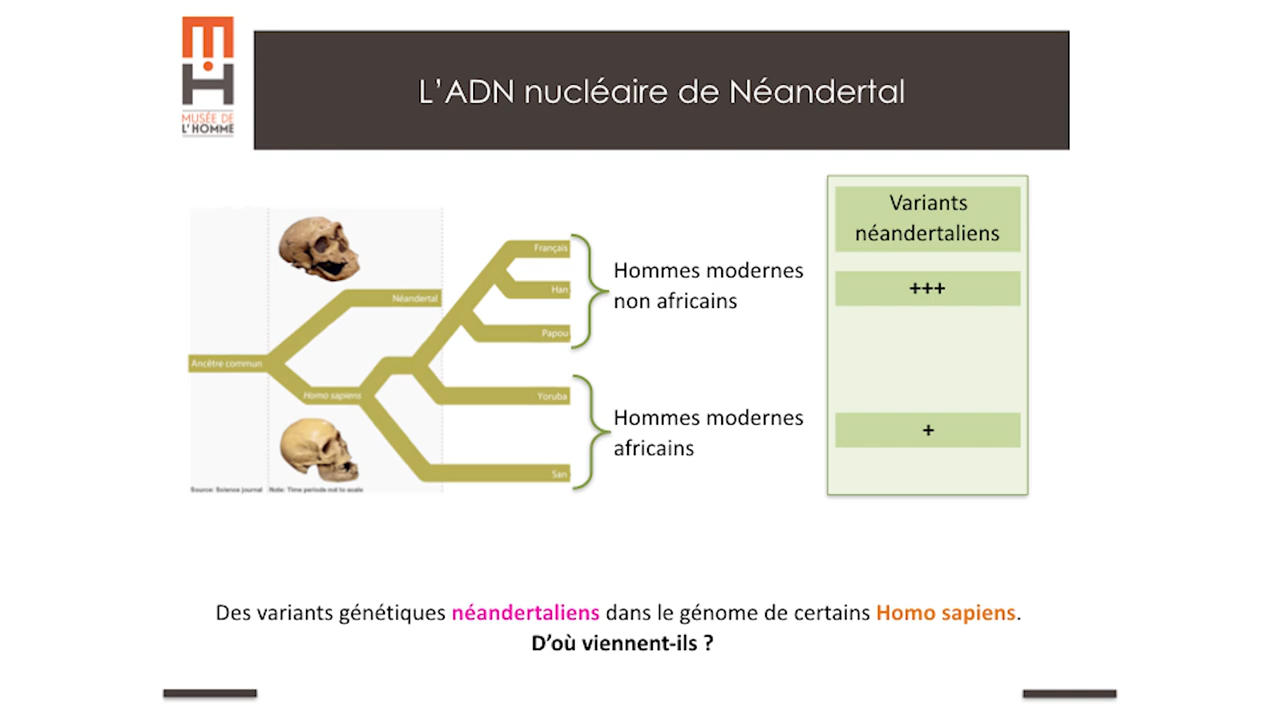 MUSÉE DE
L'HOMME
L'ADN nucléaire de Néandertal
Variants
néandertaliens
Français
Hommes modernes
non africains
+++
Han
Néandertal
Papou
Ancêtre commun
Homo sapiens
Yoruba
Hommes modernes
africains
+
San
Source: Science journal
Note: Time periods not to scale
Des variants génétiques néandertaliens dans le génome de certains Homo sapiens.
D'où viennent-ils ?